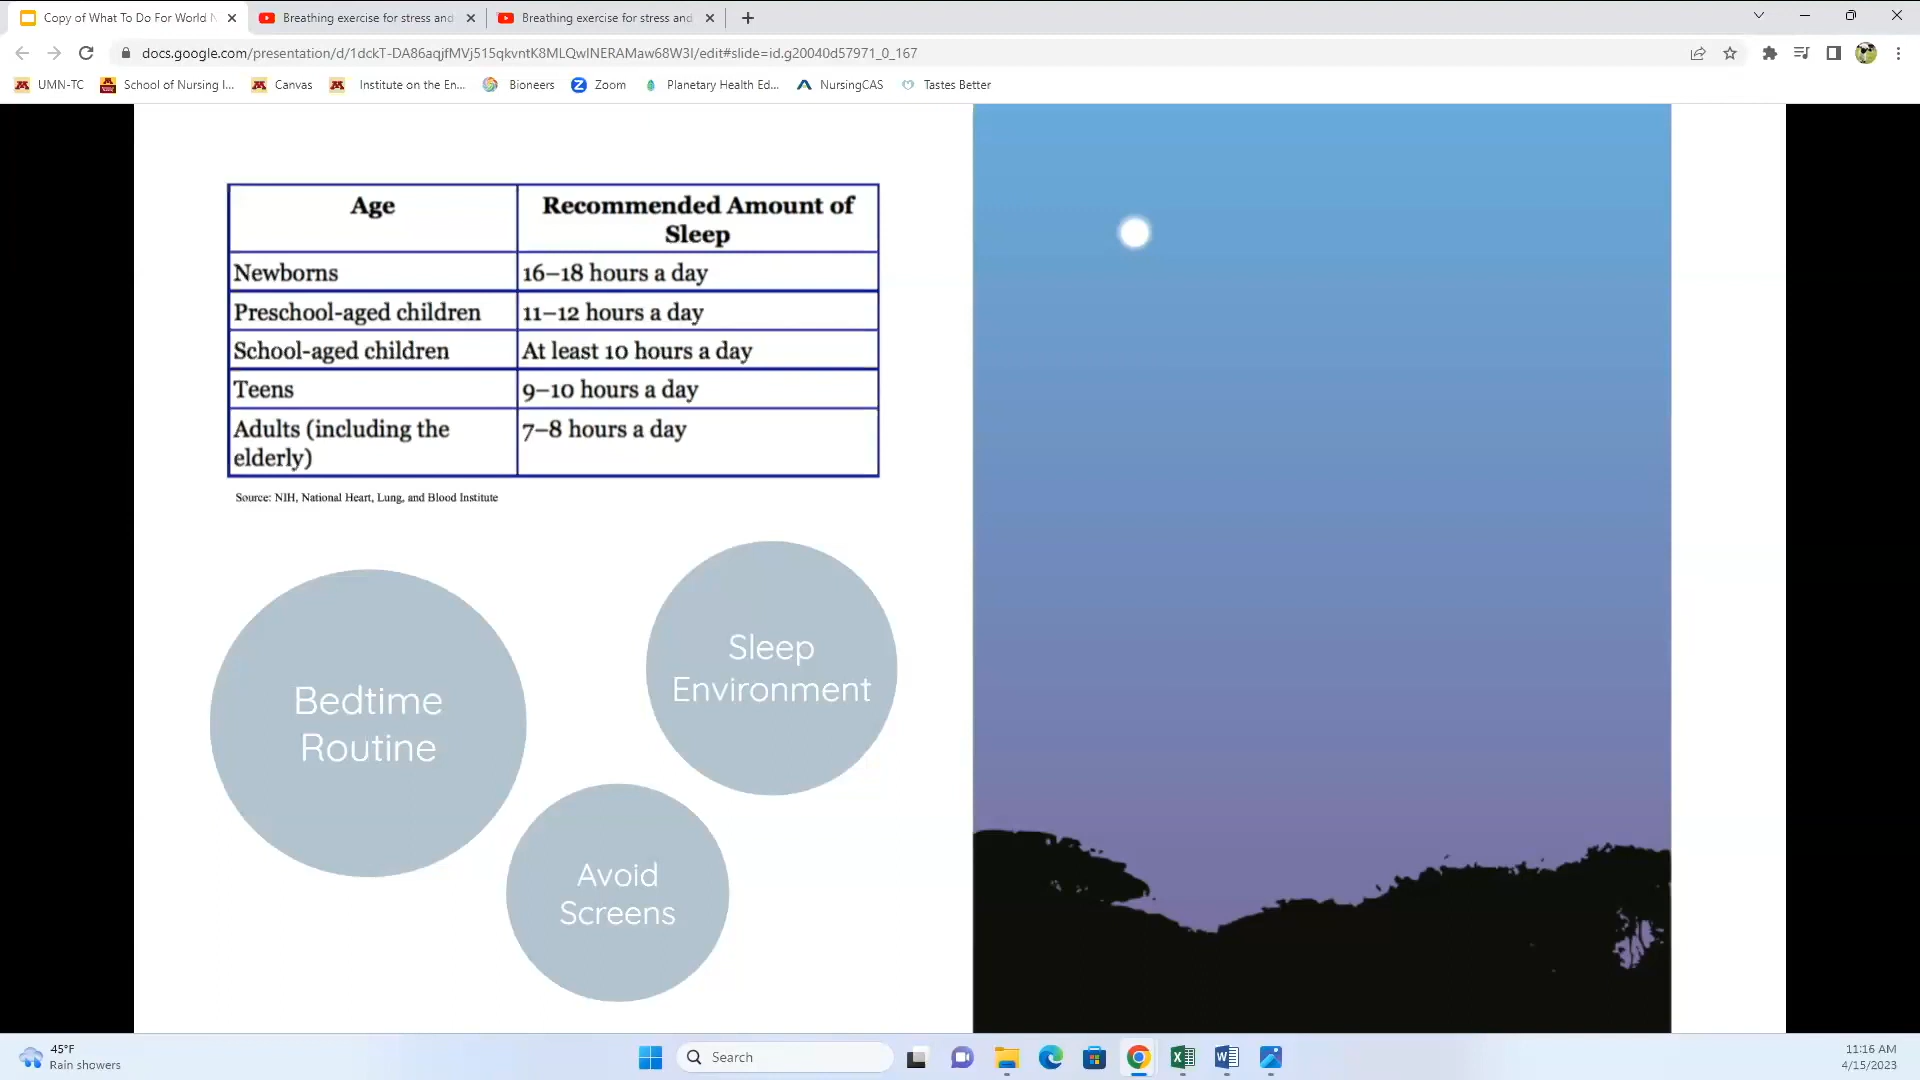 Copy of What To Do For World N
Breathing exercise for stress and
Breathing exercise for stress and
docs.google.com/presentation/d/1dckT-DA86aqjfMVj515qkvntK8MLQwlNERAMaw68W3I/edit#slide=id.g20040d57971_0_167
UMN-TC
School of Nursing I...
Canvas
Institute on the En...
Bioneers
Zoom
Planetary Health Ed...
NursingCAS
Tastes Better
Age
Recommended Amount of
Sleep
Newborns
16–18 hours a day
Preschool-aged children
11–12 hours a day
School-aged children
At least 10 hours a day
Teens
9–10 hours a day
Adults (including the
elderly)
7–8 hours a day
Source: NIH, National Heart, Lung, and Blood Institute
Sleep
Environment
Bedtime
Routine
Avoid
Screens
45°F
Rain showers
Search
11:16 AM
4/15/2023